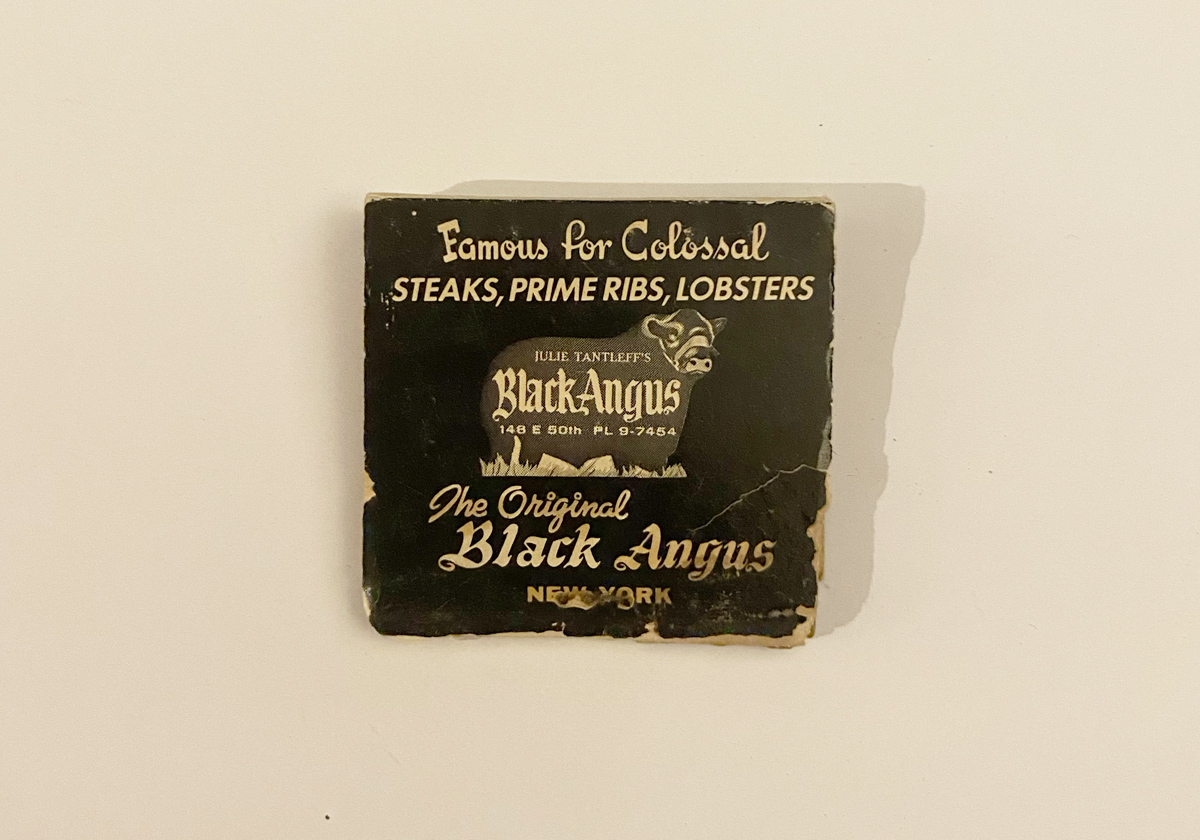 Famous for Colossal
STEAKS, PRIME RIBS, LOBSTERS
JULIE TANTLEFF'S
Black Angus
148 E 50th PL 9-7454
The Original
Black Angus
NEW YORK